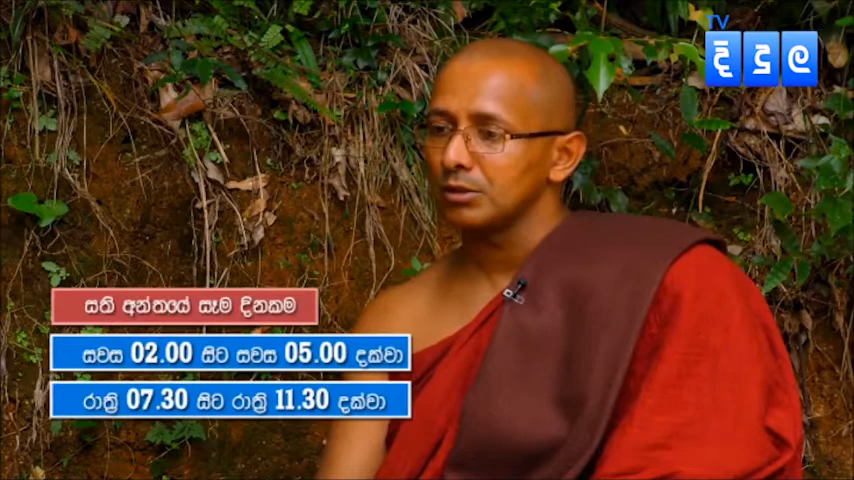 TV
දිදුල
සති අන්තයේ සෑම දිනකම
සවස 02.00 සිට සවස 05.00 දක්වා
රාත්‍රී 07.30 සිට රාත්‍රී 11.30 දක්වා